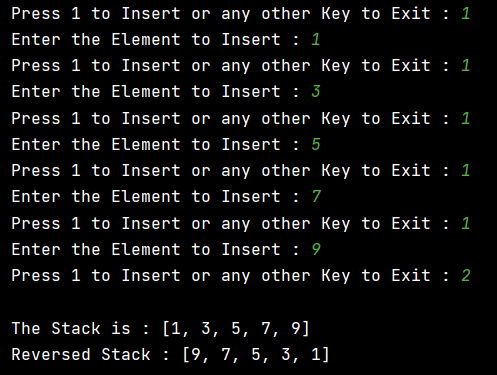 Press 1 to Insert or any other Key to Exit : 1
Enter the Element to Insert : 1
Press 1 to Insert or any other Key to Exit : 1
Enter the Element to Insert : 3
Press 1 to Insert or any other Key to Exit : 1
Enter the Element to Insert : 5
Press 1 to Insert or any other Key to Exit : 1
Enter the Element to Insert : 7
Press 1 to Insert or any other Key to Exit : 1
Enter the Element to Insert : 9
Press 1 to Insert or any other Key to Exit : 2
The Stack is : [1, 3, 5, 7, 9]
Reversed Stack : [9, 7, 5, 3, 1]